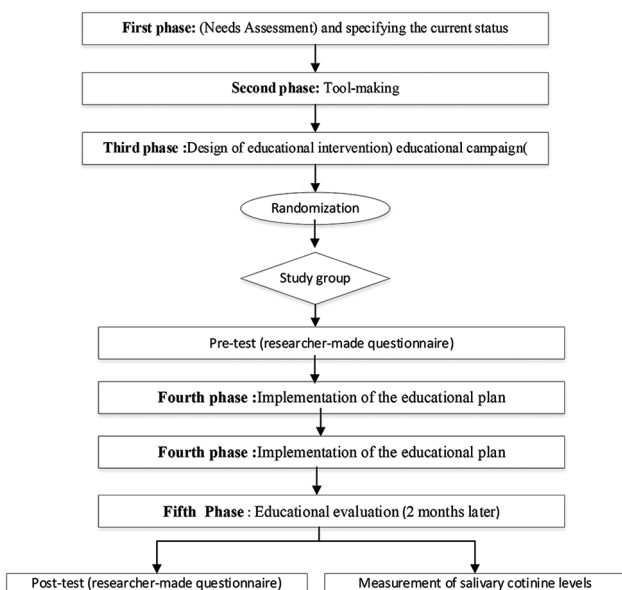 First phase: (Needs Assessment) and specifying the current status
Second phase: Tool-making
Third phase :Design of educational intervention) educational campaign(
Randomization
Study group
Pre-test (researcher-made questionnaire)
Fourth phase :Implementation of the educational plan
Fourth phase :Implementation of the educational plan
Fifth Phase : Educational evaluation (2 months later)
Post-test (researcher-made questionnaire)
Measurement of salivary cotinine levels